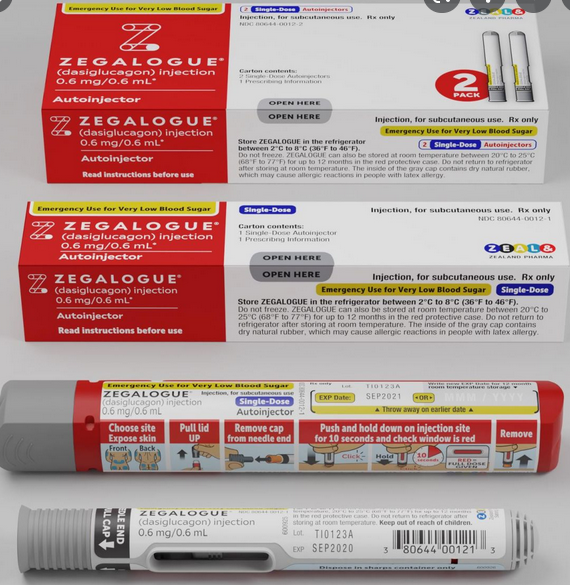 EMERGENCY Use for Very Low Blood Sugar
ZEGALOGUE®
(dasiglucagon) injection
0.6 mg/0.6 mL*
Autoinjector
2 Single-Dose Autoinjectors
Injection, for subcutaneous use. Rx only
NDC 80644-0012-2
Carton contents:
2 Single-Dose Autoinjectors
1 Prescribing Information
ZEAL&
ZEALAND PHARMA
2
PACK
OPEN HERE
OPEN HERE
ZEGALOGUE®
(dasiglucagon) injection
0.6 mg/0.6 mL*
Autoinjector
Read instructions before use
Injection, for subcutaneous use. Rx only
Emergency Use for Very Low Blood Sugar
2 Single-Dose Autoinjectors
Store ZEGALOGUE in the refrigerator
between 2°C to 8°C (36°F to 46°F).
Do not freeze. ZEGALOGUE can also be stored at room temperature between 20°C to 25°C
(68°F to 77°F) for up to 12 months in the red protective case. Do not return to refrigerator
after storing at room temperature. The inside of the gray cap contains dry natural rubber,
which may cause allergic reactions in people with latex allergy.
Emergency Use for Very Low Blood Sugar
ZEGALOGUE®
(dasiglucagon) injection
0.6 mg/0.6 mL*
Autoinjector
Single-Dose
Injection, for subcutaneous use. Rx only
NDC 80644-0012-1
Carton contents:
1 Single-Dose Autoinjector
1 Prescribing Information
ZEAL&
ZEALAND PHARMA
OPEN HERE
OPEN HERE
ZEGALOGUE®
(dasiglucagon) injection
0.6 mg/0.6 mL*
Autoinjector
Read instructions before use
Injection, for subcutaneous use. Rx only
Emergency Use for Very Low Blood Sugar
Single-Dose
Store ZEGALOGUE in the refrigerator between 2°C to 8°C (36°F to 46°F).
Do not freeze. ZEGALOGUE can also be stored at room temperature between 20°C to
25°C (68°F to 77°F) for up to 12 months in the red protective case. Do not return to
refrigerator after storing at room temperature. The inside of the gray cap contains
dry natural rubber, which may cause allergic reactions in people with latex allergy.
Emergency Use for Very Low Blood Sugar
ZEGALOGUE
Injection, for subcutaneous use
(dasiglucagon) injection
Single-Dose
0.6 mg/0.6 mL
Autoinjector
Rx only
Lot
TI0123A
Write new EXP Date for 12 month
room temperature storage
EXP Date:
SEP2021
•OR•
Throw away on earlier date
Choose site
Expose skin
Front
Back
Pull lid
UP
Remove cap
from needle end
Push and hold down on injection site
for 10 seconds and check window is red
Click
Hold
10
RED =
FULL DOSE
GIVEN
Remove
ZEGALOGUE
(dasiglucagon) injection
0.6 mg/0.6 mL
in the red protective case. Do not return to
storing at room temperature. Keep out of reach of children.
Lot.
TI0123A
EXP
SEP2020
3 80644 00121 3
Dispose in sharps container only